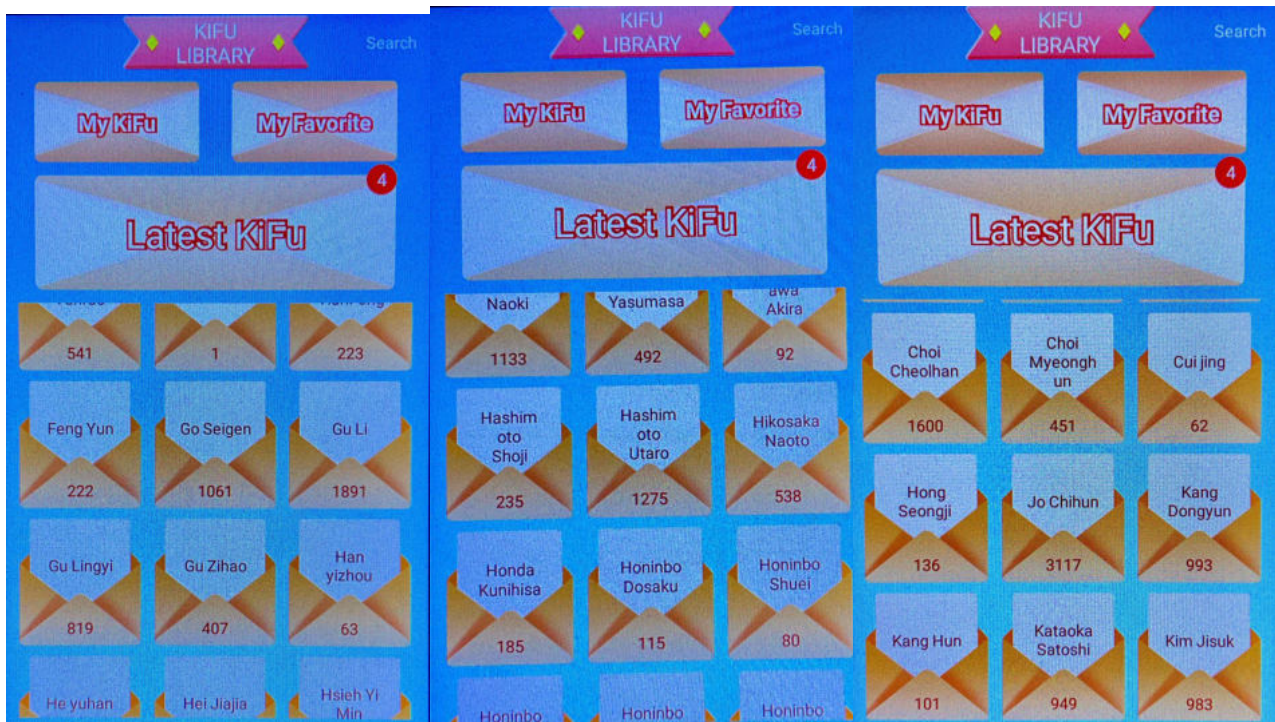 KIFU
LIBRARY
Search
My KiFu
My Favorite
4
Latest KiFu
541
1
223
Feng Yun
222
Go Seigen
1061
Gu Li
1891
Gu Lingyi
819
Gu Zihao
407
Han
yizhou
63
He yuhan
Hei Jiajia
Hsieh Yi
Min
KIFU
LIBRARY
Search
My KiFu
My Favorite
4
Latest KiFu
Naoki
1133
Yasumasa
492
awa
Akira
92
Hashim
oto
Shoji
235
Hashim
oto
Utaro
1275
Hikosaka
Naoto
538
Honda
Kunihisa
185
Honinbo
Dosaku
115
Honinbo
Shuei
80
Honinbo
Honinbo
Honinbo
KIFU
LIBRARY
Search
My KiFu
My Favorite
4
Latest KiFu
Choi
Cheolhan
1600
Choi
Myeongh
un
451
Cui jing
62
Hong
Seongji
136
Jo Chihun
3117
Kang
Dongyun
993
Kang Hun
101
Kataoka
Satoshi
949
Kim Jisuk
983